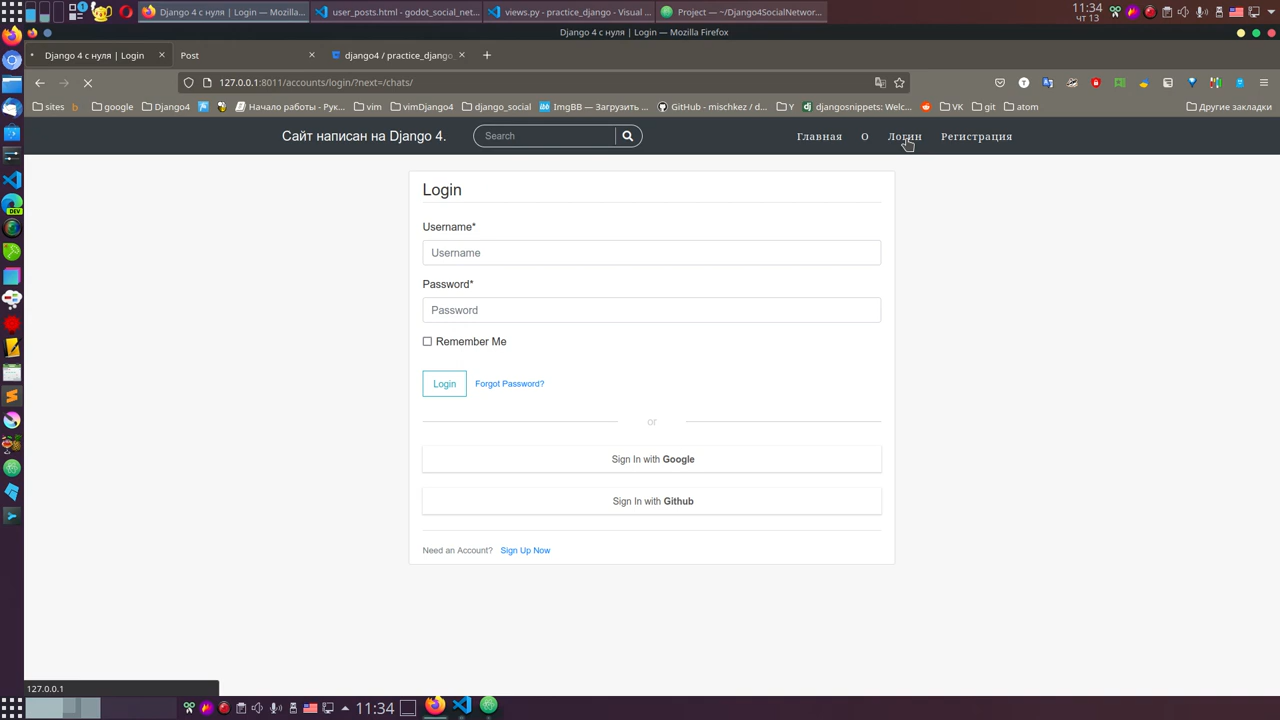 Django 4 с нуля | Login — Mozilla...
user_posts.html - godot_social_net...
views.py - practice_django - Visual ...
Project — ~/Django4SocialNetwor...
11:34
чт 13
Django 4 с нуля | Login — Mozilla Firefox
Django 4 с нуля | Login
Post
django4 / practice_django
127.0.0.1:8011/accounts/login/?next=/chats/
sites
google
Django4
Начало работы - Рук...
vim
vimDjango4
django_social
ImgBB — Загрузить ...
GitHub - mischkez / d...
Y
djangosnippets: Welc...
VK
git
atom
Другие закладки
Сайт написан на Django 4.
Search
Главная
О
Логин
Регистрация
Login
Username*
Username
Password*
Password
Remember Me
Login
Forgot Password?
or
Sign In with Google
Sign In with Github
Need an Account? Sign Up Now
127.0.0.1
11:34